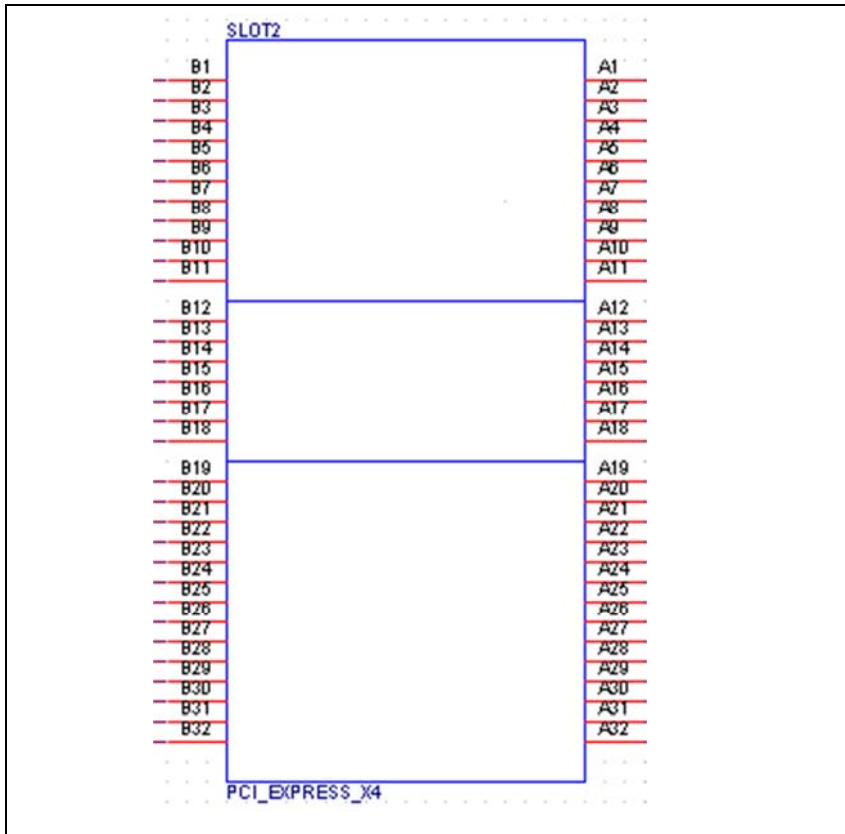 SLOT2
B1 A1
B2 A2
B3 A3
B4 A4
B5 A5
B6 A6
B7 A7
B8 A8
B9 A9
B10 A10
B11 A11
B12 A12
B13 A13
B14 A14
B15 A15
B16 A16
B17 A17
B18 A18
B19 A19
B20 A20
B21 A21
B22 A22
B23 A23
B24 A24
B25 A25
B26 A26
B27 A27
B28 A28
B29 A29
B30 A30
B31 A31
B32 A32
PCI_EXPRESS_X4